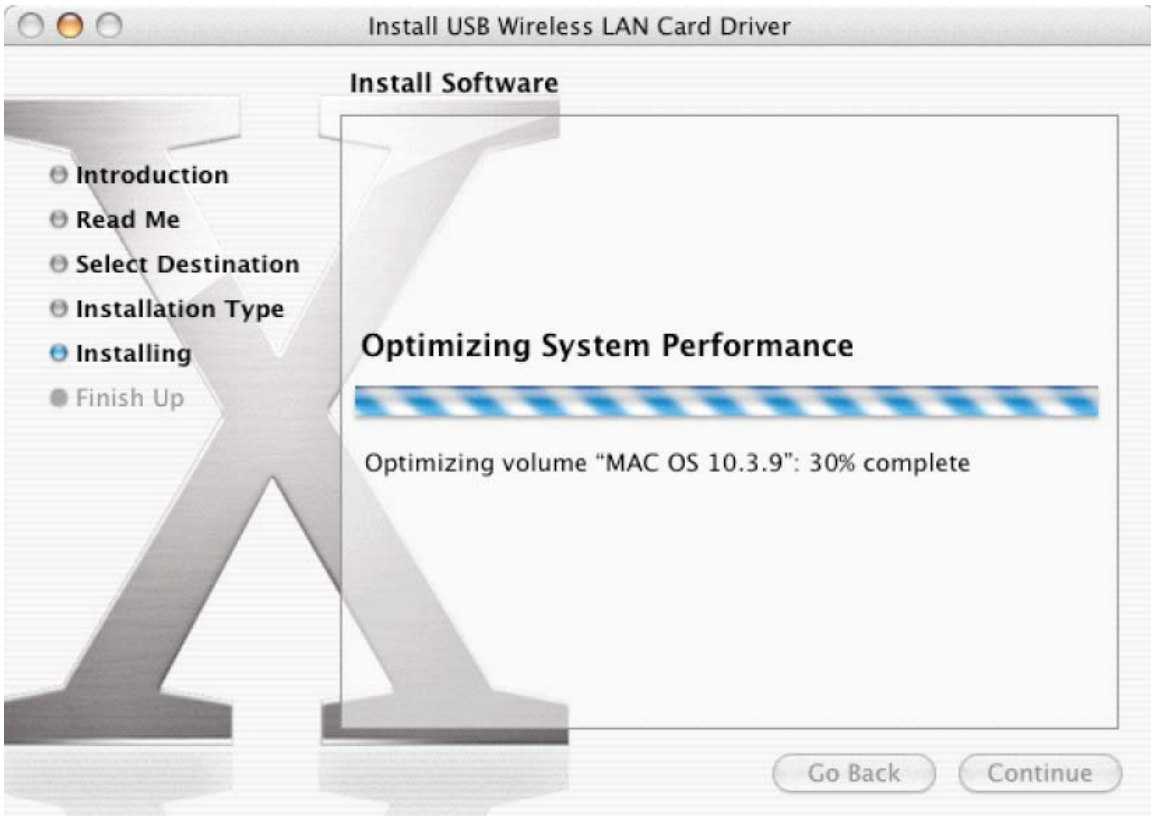 Install USB Wireless LAN Card Driver
Install Software
Introduction
Read Me
Select Destination
Installation Type
Installing
Finish Up
Optimizing System Performance
Optimizing volume “MAC OS 10.3.9”: 30% complete
Go Back
Continue